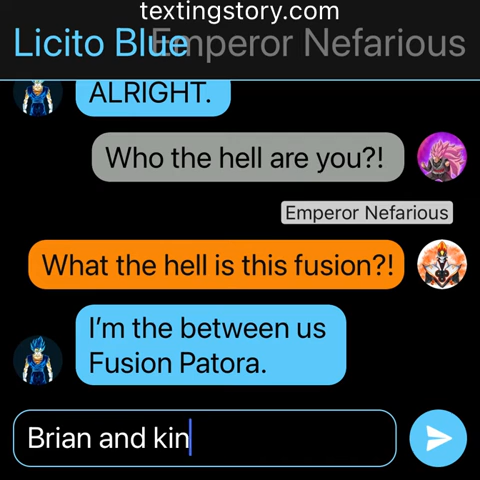 textingstory.com
Licito Blue
Emperor Nefarious
ALRIGHT.
Who the hell are you?!
Emperor Nefarious
What the hell is this fusion?!
I’m the between us
Fusion Patora.
Brian and kin